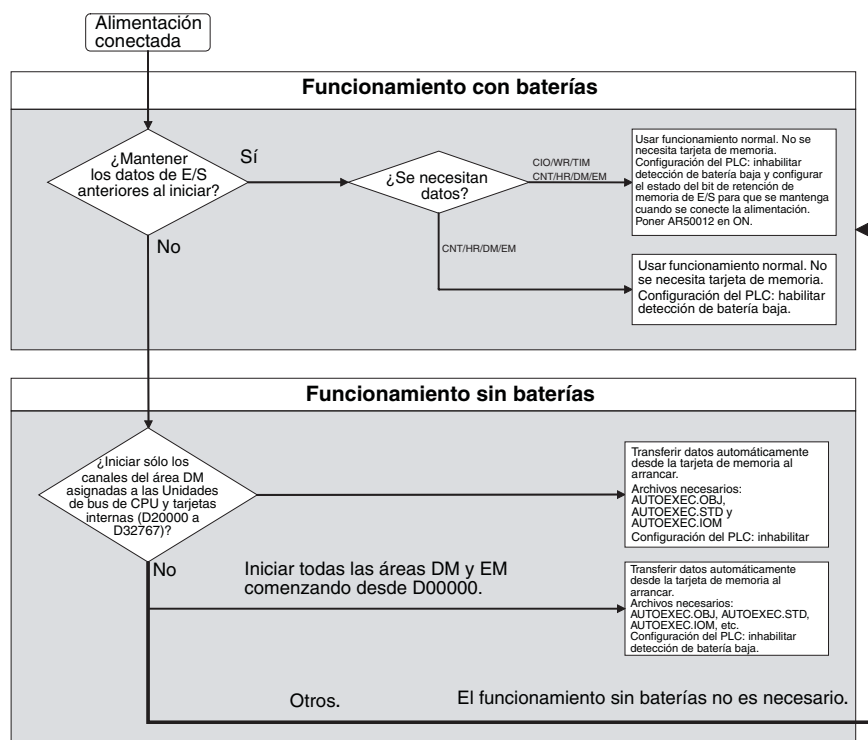 Alimentación
conectada
Funcionamiento con baterías
¿Mantener
los datos de E/S
anteriores al iniciar?
Sí
¿Se necesitan
datos?
CIO/WR/TIM
CNT/HR/DM/EM
Usar funcionamiento normal. No se
necesita tarjeta de memoria.
Configuración del PLC: inhabilitar
detección de batería baja y configurar
el estado del bit de retención de
memoria de E/S para que se mantenga
cuando se conecte la alimentación.
Poner AR50012 en ON.
No
CNT/HR/DM/EM
Usar funcionamiento normal. No
se necesita tarjeta de memoria.
Configuración del PLC: habilitar
detección de batería baja.
Funcionamiento sin baterías
¿Iniciar sólo los
canales del área DM
asignadas a las Unidades
de bus de CPU y tarjetas
internas (D20000 a
D32767)?
Transferir datos automáticamente
desde la tarjeta de memoria al
arrancar.
Archivos necesarios:
AUTOEXEC.OBJ,
AUTOEXEC.STD y
AUTOEXEC.IOM
Configuración del PLC: inhabilitar
No
Iniciar todas las áreas DM y EM
comenzando desde D00000.
Transferir datos automáticamente
desde la tarjeta de memoria al
arrancar.
Archivos necesarios:
AUTOEXEC.OBJ, AUTOEXEC.STD,
AUTOEXEC.IOM, etc.
Configuración del PLC: inhabilitar
detección de batería baja.
Otros.
El funcionamiento sin baterías no es necesario.